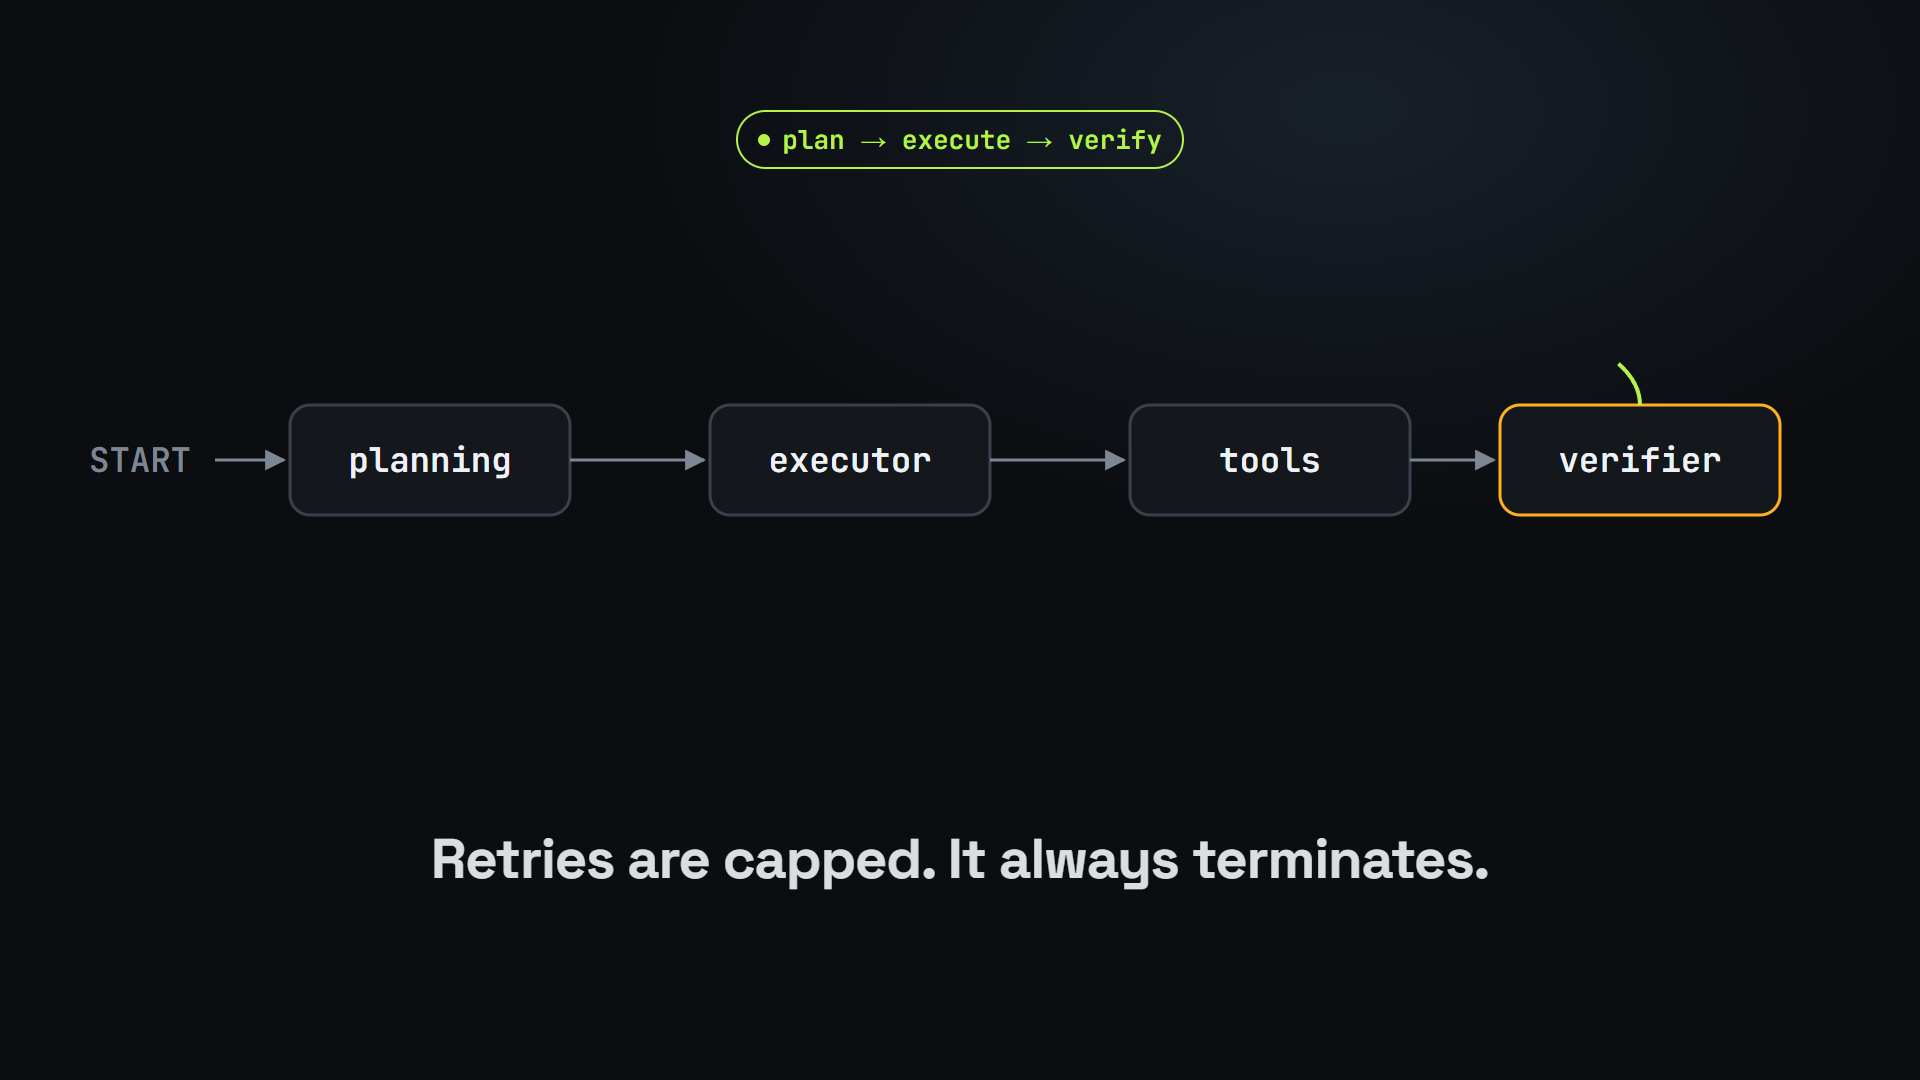 plan → execute → verify
START
planning
executor
tools
verifier
Retries are capped. It always terminates.